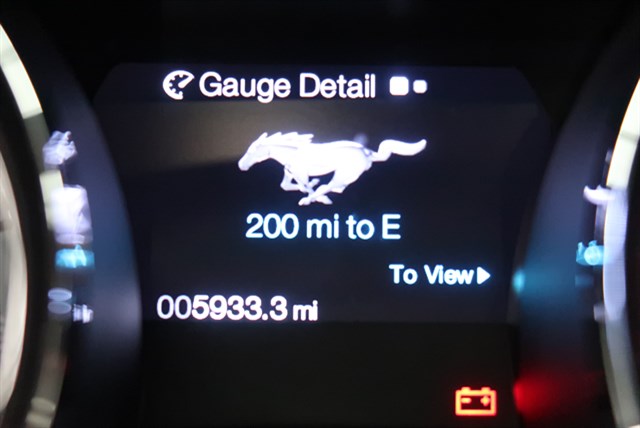 Gauge Detail
200 mi to E
To View
005933.3 mi